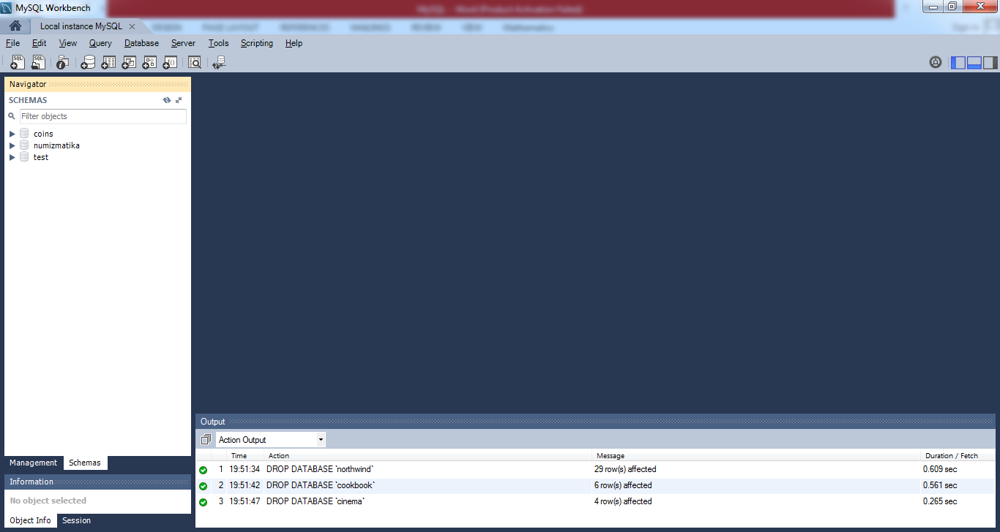 MySQL Workbench
MySQL - Word (Product Activation Failed)
Local instance MySQL
DESIGN PAGE LAYOUT REFERENCES MAILINGS REVIEW VIEW Mathematics Sign in
File Edit View Query Database Server Tools Scripting Help
Navigator
SCHEMAS
Filter objects
coins
numizmatika
test
Management Schemas
Information
No object selected
Object Info Session
Output
Action Output
Time Action Message Duration / Fetch
1 19:51:34 DROP DATABASE `northwind` 29 row(s) affected 0.609 sec
2 19:51:42 DROP DATABASE `cookbook` 6 row(s) affected 0.561 sec
3 19:51:47 DROP DATABASE `cinema` 4 row(s) affected 0.265 sec